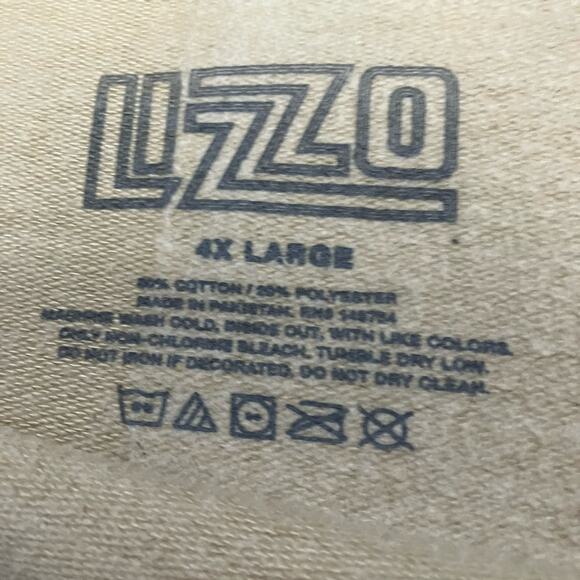 LIZZO
4X LARGE
80% COTTON / 20% POLYESTER
MADE IN PAKISTAN. RN#
MACHINE WASH COLD, INSIDE OUT, WITH LIKE COLORS.
ONLY NON-CHLORINE BLEACH. TUMBLE DRY LOW.
DO NOT IRON IF DECORATED. DO NOT DRY CLEAN.